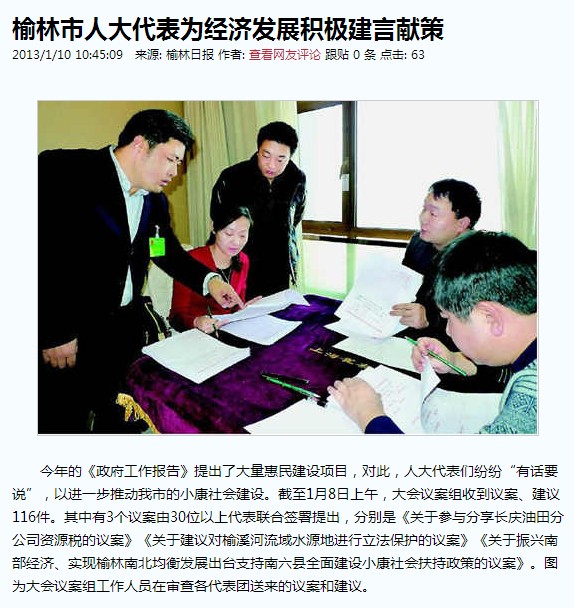 榆林市人大代表为经济发展积极建言献策
2013/1/10 10:45:09 来源: 榆林日报 作者: 查看网友评论 跟贴 0 条 点击: 63
今年的《政府工作报告》提出了大量惠民建设项目，对此，人大代表们纷纷“有话要
说”，以进一步推动我市的小康社会建设。截至1月8日上午，大会议案组收到议案、建议
116件。其中有3个议案由30位以上代表联合签署提出，分别是《关于参与分享长庆油田分
公司资源税的议案》《关于建议对榆溪河流域水源地进行立法保护的议案》《关于振兴南
部经济、实现榆林南北均衡发展出台支持南六县全面建设小康社会扶持政策的议案》。图
为大会议案组工作人员在审查各代表团送来的议案和建议。